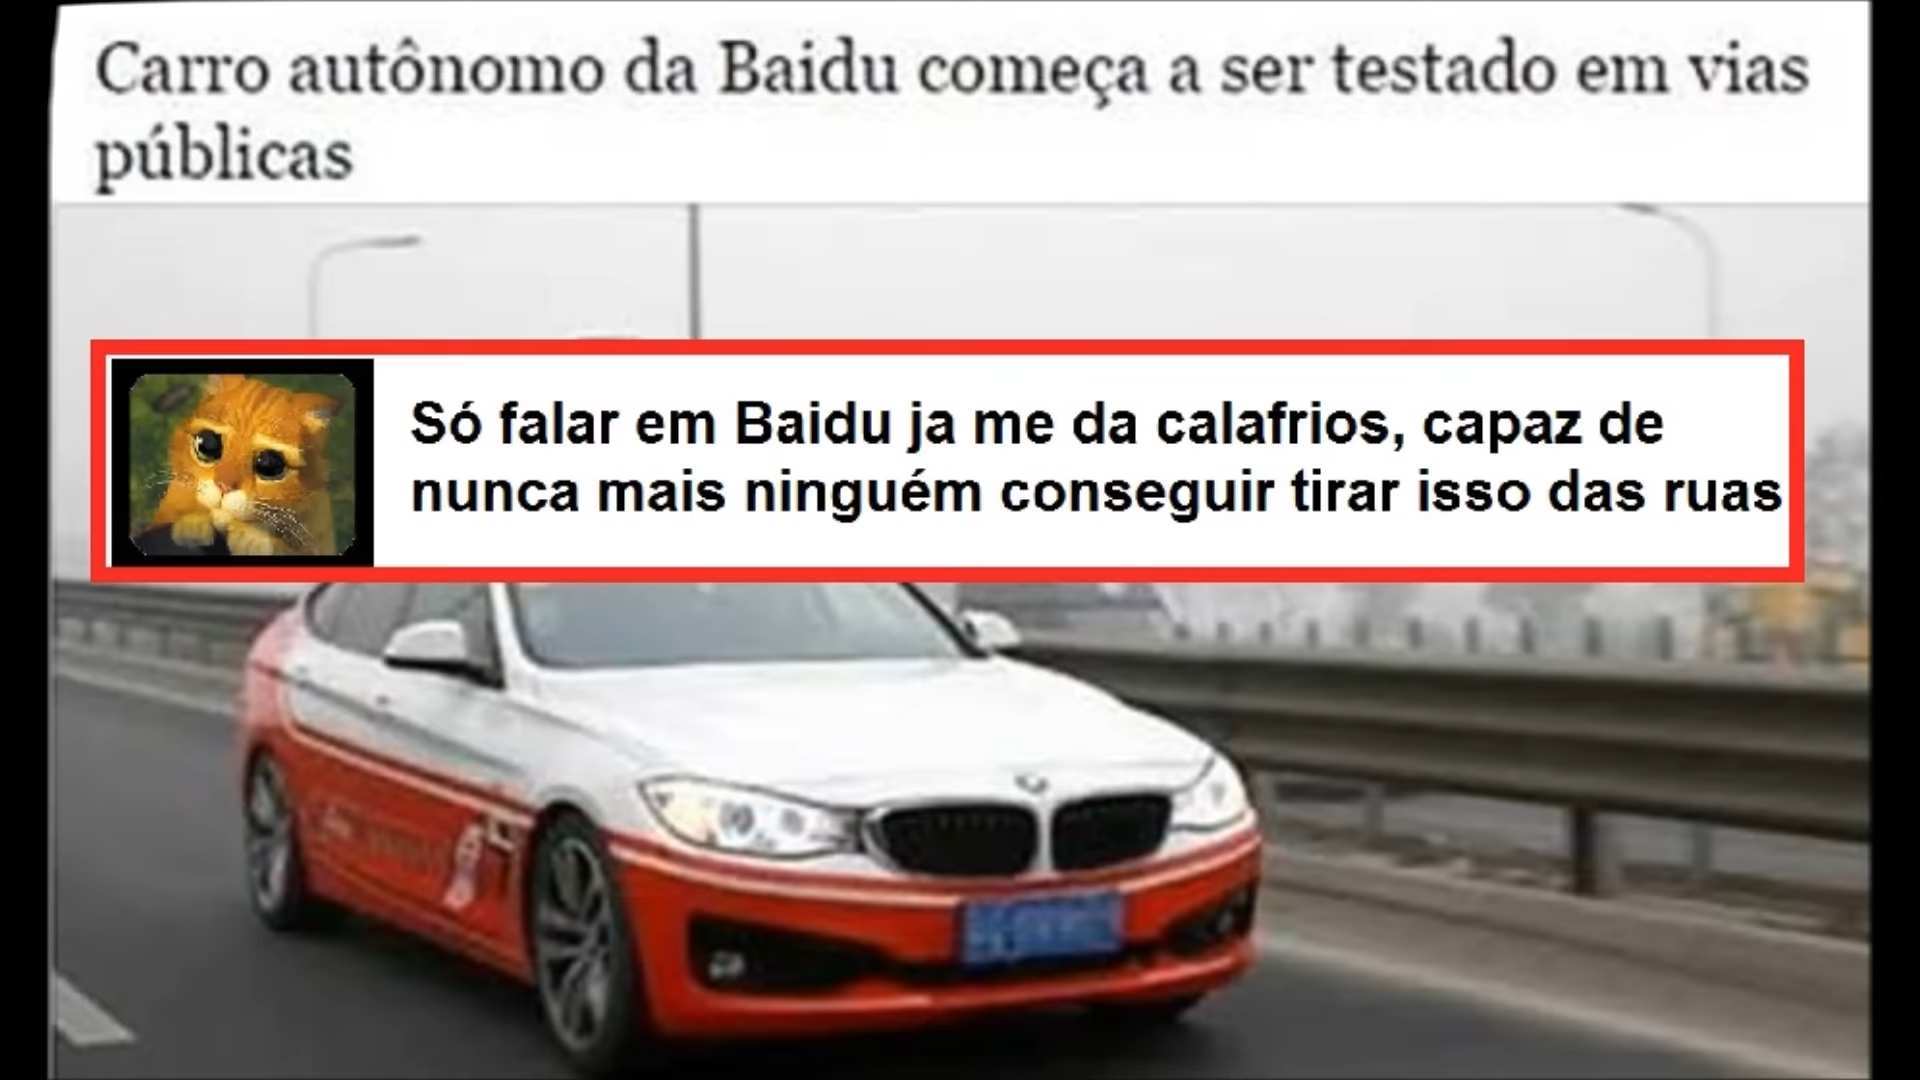 Carro autônomo da Baidu começa a ser testado em vias
públicas
Só falar em Baidu ja me da calafrios, capaz de
nunca mais ninguém conseguir tirar isso das ruas